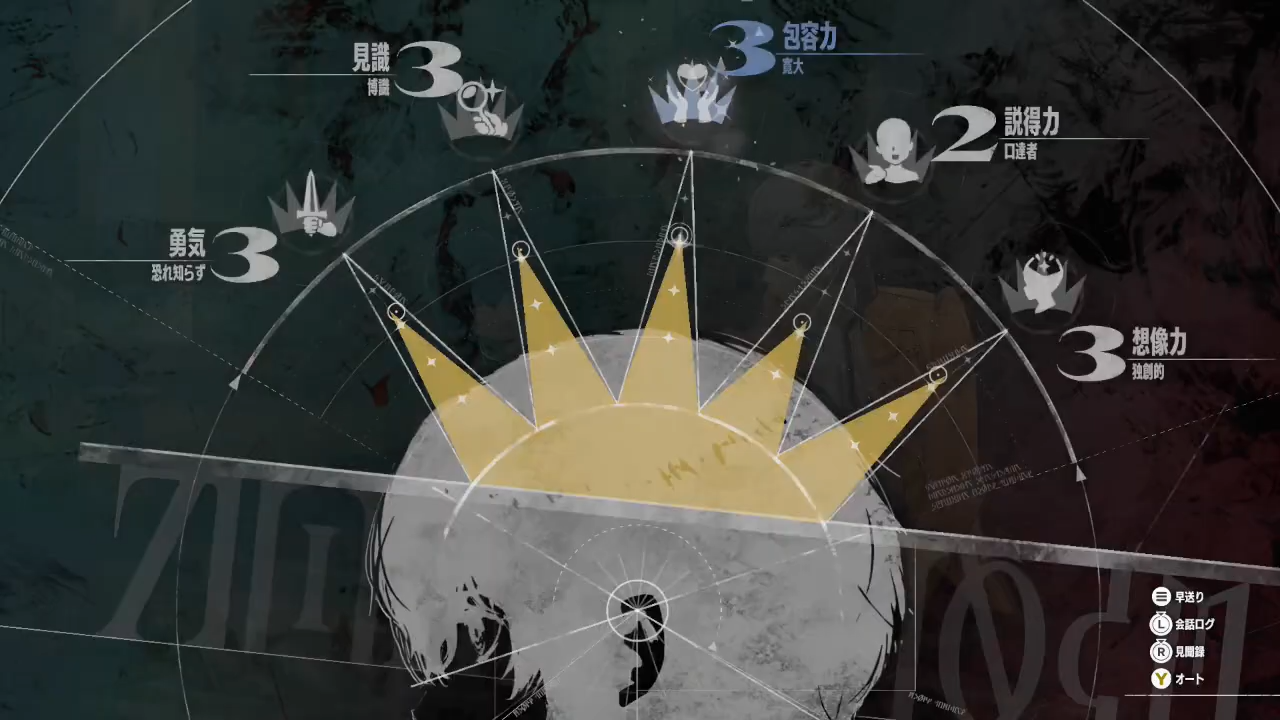 3
包容力
寛大
見識
3
博識
2
説得力
口達者
勇気
3
恐れ知らず
3
想像力
独創的
早送り
L 会話ログ
R 見聞録
Y オート